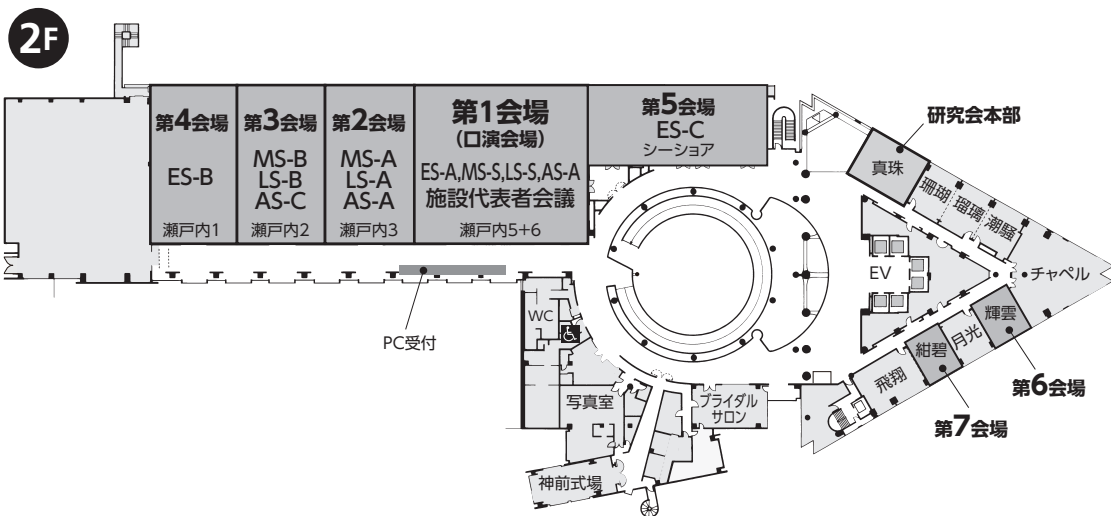 2F
第4会場
ES-B
瀬戸内1
第3会場
MS-B
LS-B
AS-C
瀬戸内2
第2会場
MS-A
LS-A
AS-A
瀬戸内3
第1会場
(口演会場)
ES-A,MS-S,LS-S,AS-A
施設代表者会議
瀬戸内5+6
第5会場
ES-C
シーショア
研究会本部
真珠
珊瑚
瑠璃
潮騒
チャペル
EV
輝雲
月光
紺碧
飛翔
第6会場
第7会場
PC受付
WC
写真室
ブライダル
サロン
神前式場